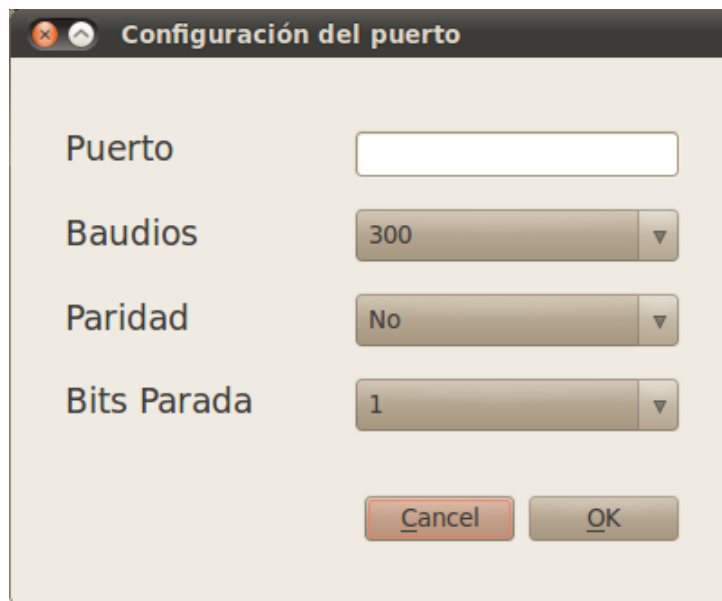 Configuración del puerto
Puerto
Baudios 300
Paridad No
Bits Parada 1
Cancel OK